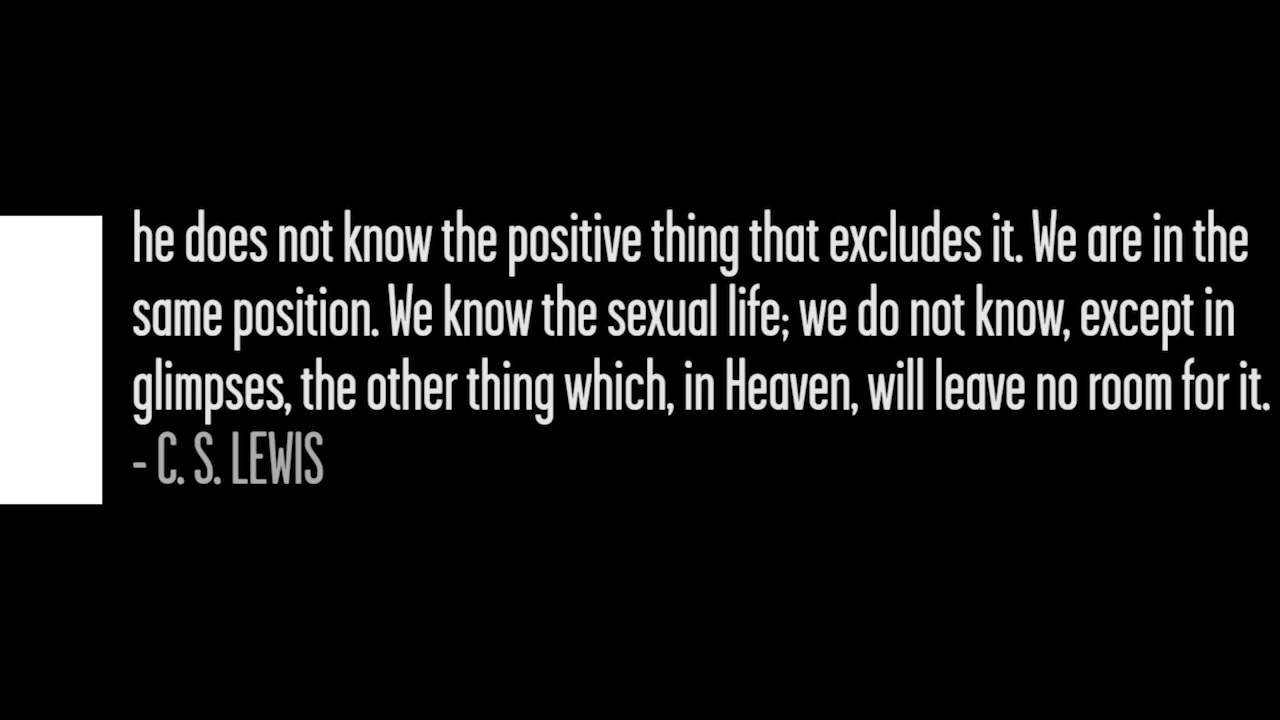 he does not know the positive thing that excludes it. We are in the
same position. We know the sexual life; we do not know, except in
glimpses, the other thing which, in Heaven, will leave no room for it.
- C. S. LEWIS